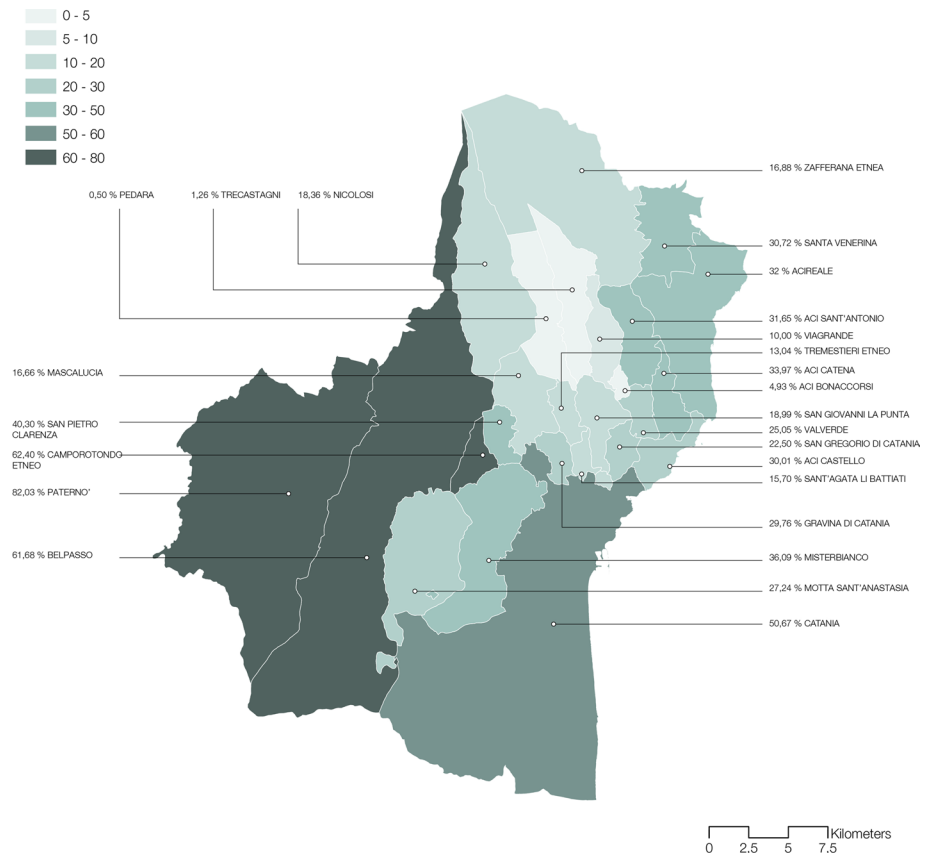 0 - 5
5 - 10
10 - 20
20 - 30
30 - 50
50 - 60
60 - 80
16,88 % ZAFFERANA ETNEA
0,50 % PEDARA
1,26 % TRECASTAGNI
18,36 % NICOLOSI
30,72 % SANTA VENERINA
32 % ACIREALE
31,65 % ACI SANT'ANTONIO
10,00 % VIAGRANDE
13,04 % TREMESTIERI ETNEO
16,66 % MASCALUCIA
33,97 % ACI CATENA
4,93 % ACI BONACCORSI
18,99 % SAN GIOVANNI LA PUNTA
40,30 % SAN PIETRO
CLARENZA
25,05 % VALVERDE
22,50 % SAN GREGORIO DI CATANIA
62,40 % CAMPOROTONDO
ETNEO
30,01 % ACI CASTELLO
15,70 % SANT'AGATA LI BATTIATI
82,03 % PATERNO'
29,76 % GRAVINA DI CATANIA
61,68 % BELPASSO
36,09 % MISTERBIANCO
27,24 % MOTTA SANT'ANASTASIA
50,67 % CATANIA
Kilometers
0 2.5 5 7.5